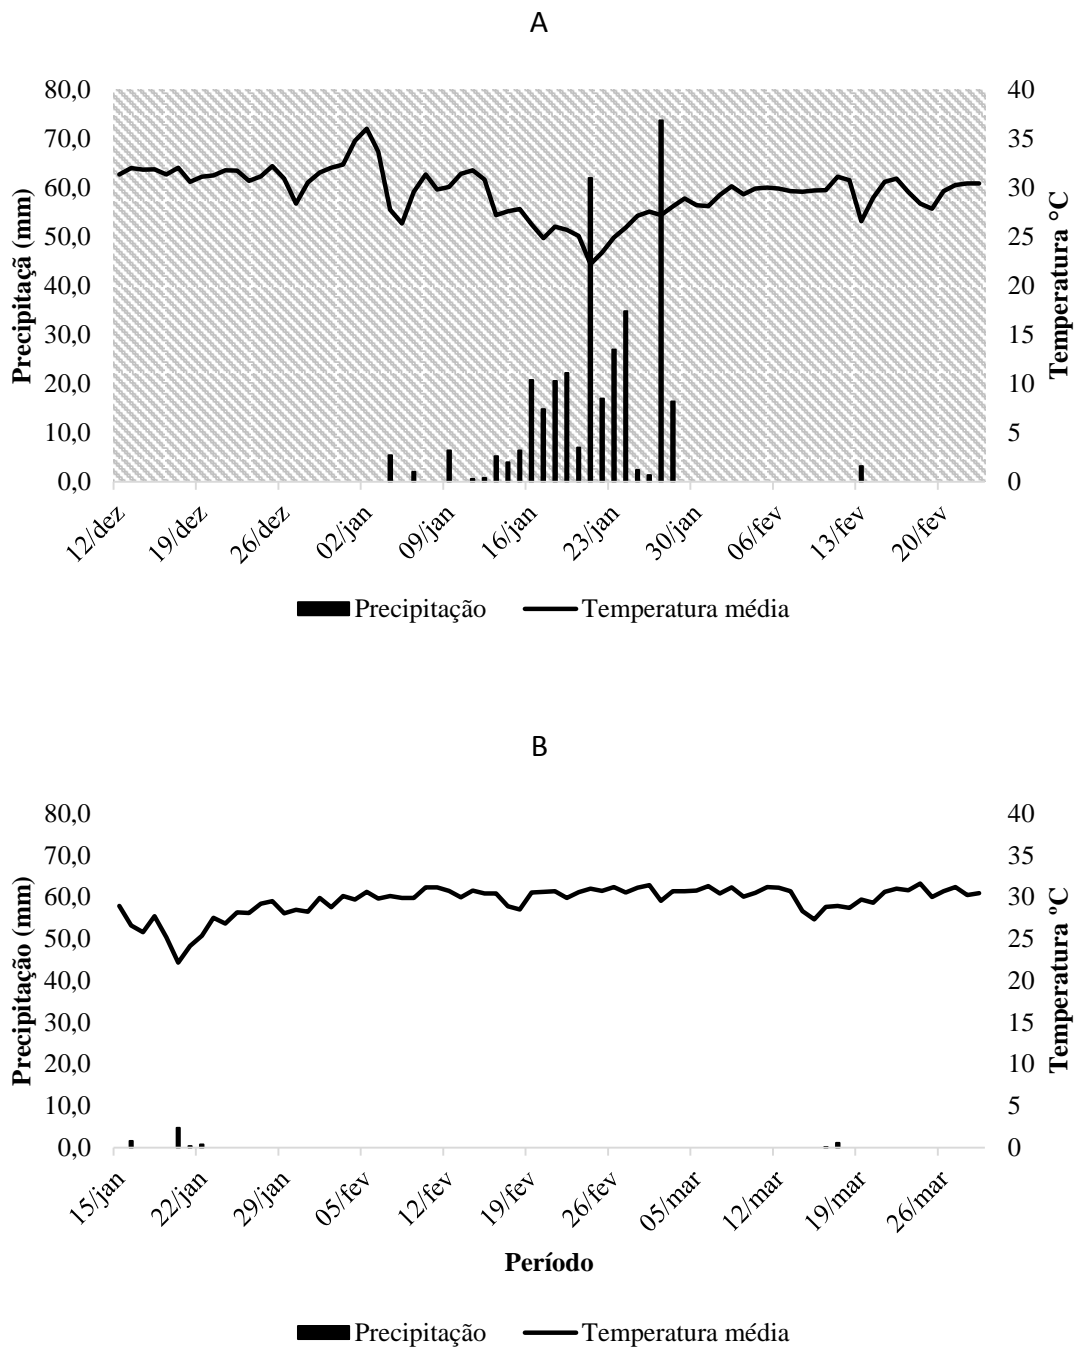 A
80,0
70,0
60,0
50,0
40,0
30,0
20,0
10,0
0,0
Precipitaçã (mm)
40
35
30
25
20
15
10
5
0
Temperatura °C
12/dez
19/dez
26/dez
02/jan
09/jan
16/jan
23/jan
30/jan
06/fev
13/fev
20/fev
Precipitação
Temperatura média
B
80,0
70,0
60,0
50,0
40,0
30,0
20,0
10,0
0,0
Precipitação (mm)
40
35
30
25
20
15
10
5
0
Temperatura ºC
15/jan
22/jan
29/jan
05/fev
12/fev
19/fev
26/fev
05/mar
12/mar
19/mar
26/mar
Período
Precipitação
Temperatura média